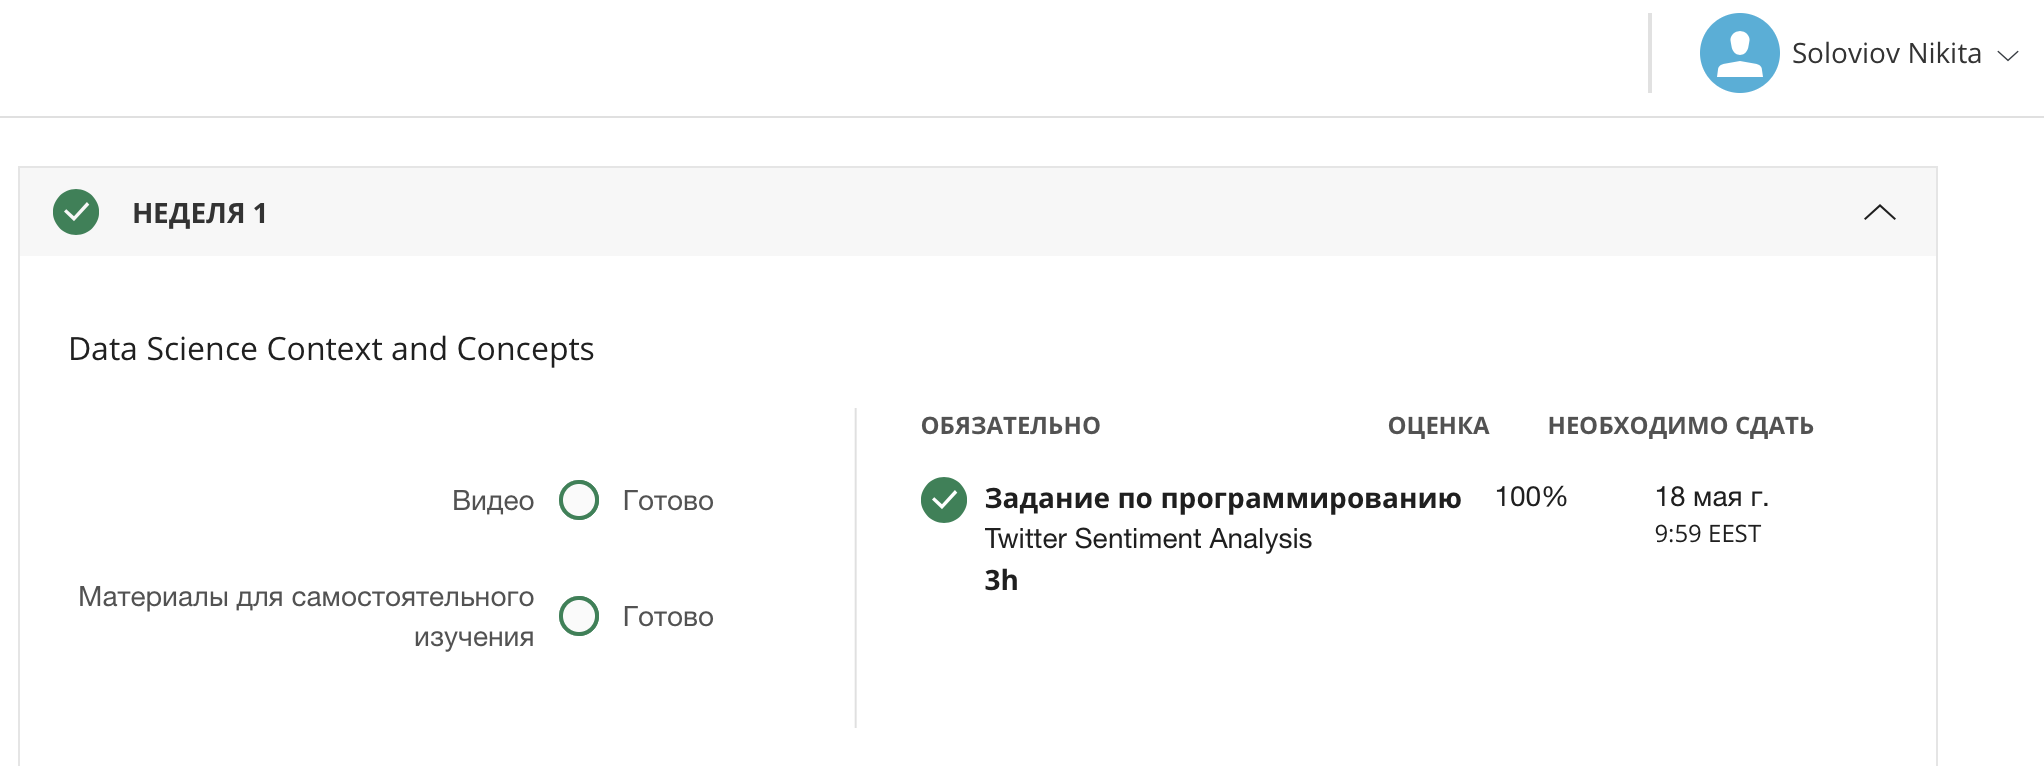 Soloviov Nikita
НЕДЕЛЯ 1
Data Science Context and Concepts
Видео Готово
Материалы для самостоятельного
изучения
Готово
ОБЯЗАТЕЛЬНО ОЦЕНКА НЕОБХОДИМО СДАТЬ
Задание по программированию 100% 18 мая г.
Twitter Sentiment Analysis 9:59 EEST
3h